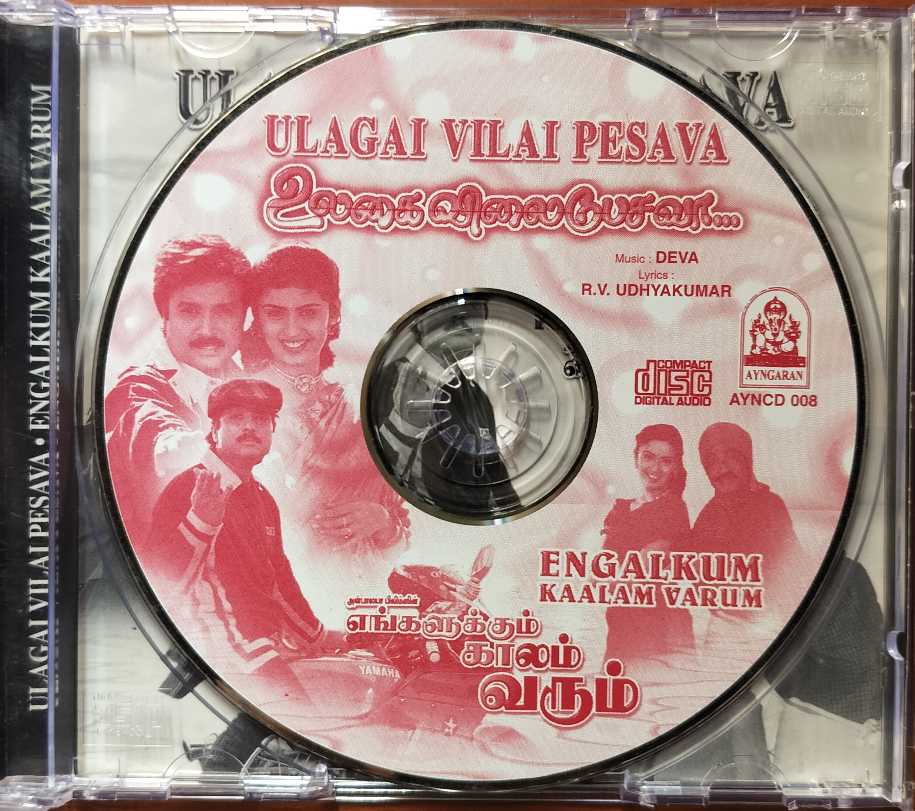 ULAGAI VILAI PESAVA • ENGALKUM KAALAM VARUM
ULAGAI VILAI PESAVA
உலகை விலை பேசவா...
Music : DEVA
Lyrics :
R.V. UDHYAKUMAR
COMPACT
disc
DIGITAL AUDIO
AYNGARAN
AYNCD 008
ENGALKUM
KAALAM VARUM
எங்களுக்கும்
காலம்
வரும்
YAMAHA